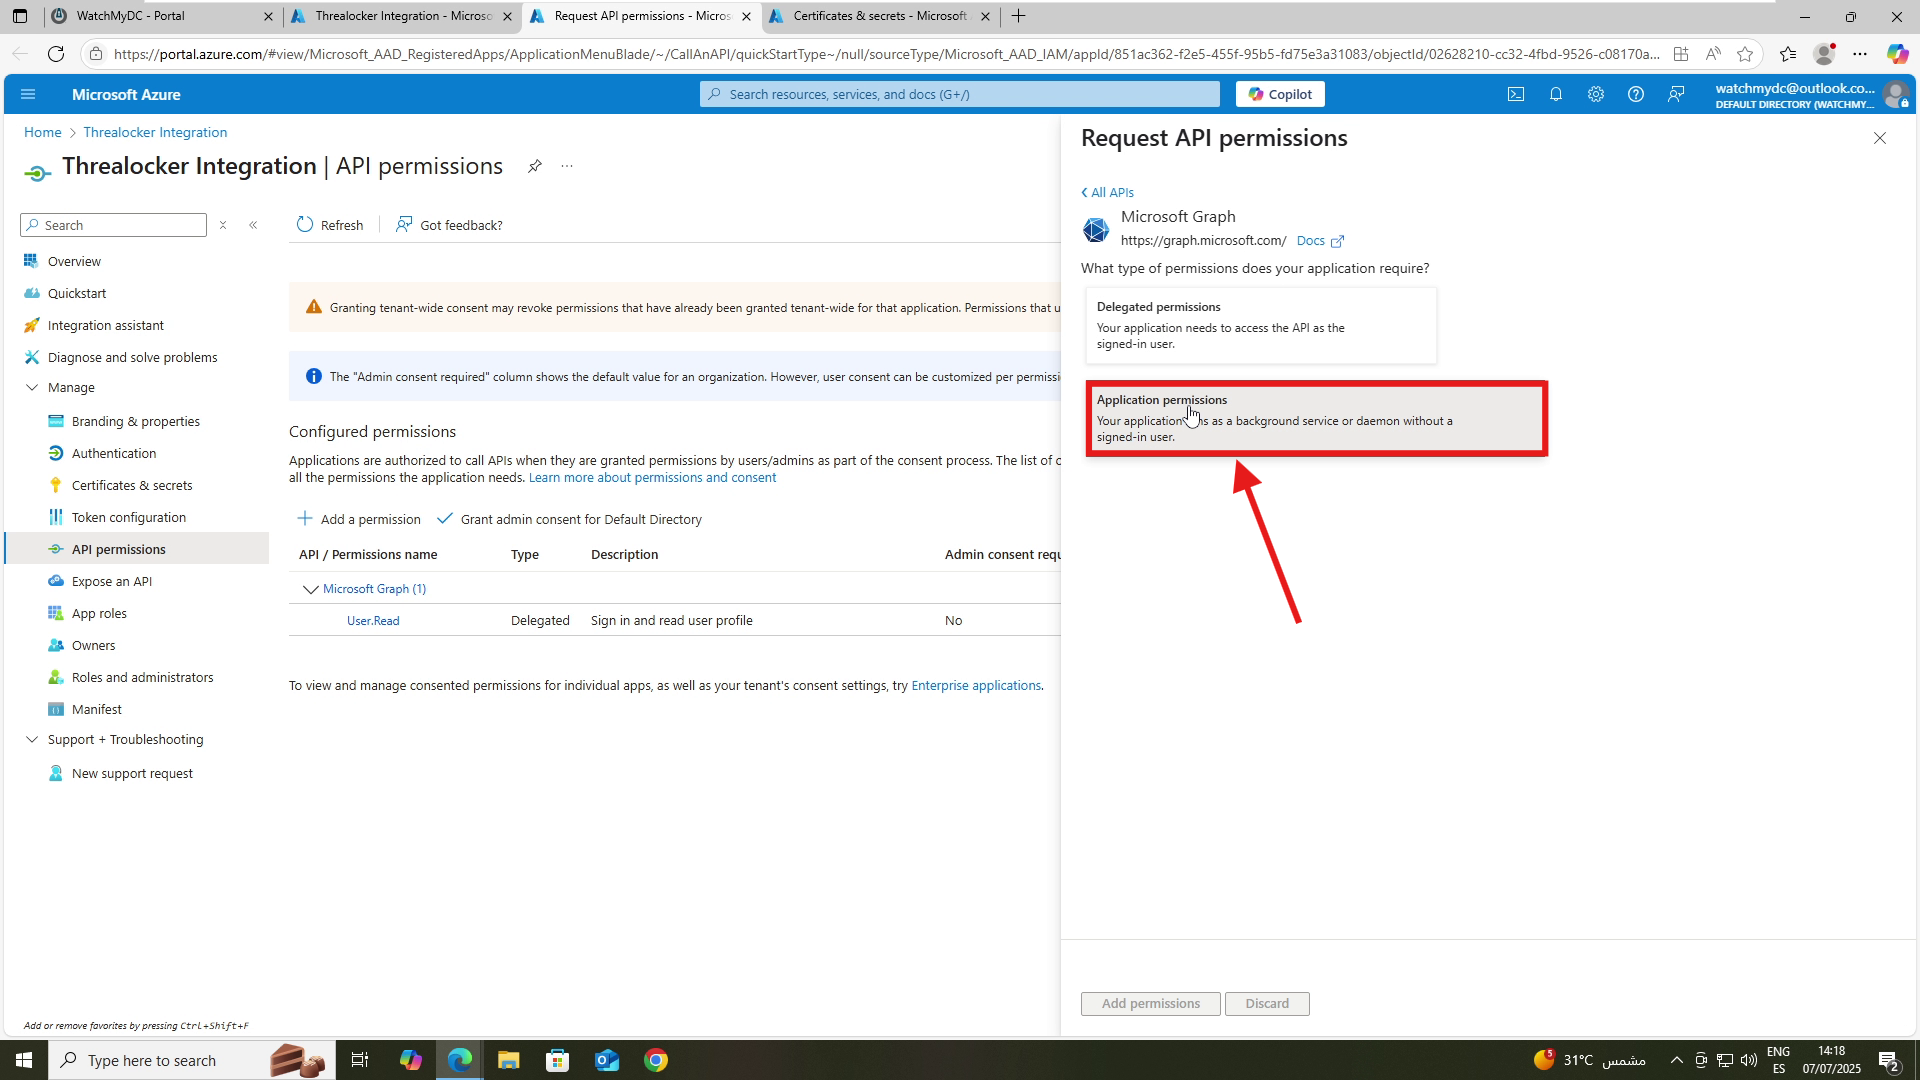 WatchMyDC - Portal
Threalocker Integration - Micros
Request API permissions - Micros
Certificates & secrets - Microsoft
https://portal.azure.com/#view/Microsoft_AAD_RegisteredApps/ApplicationMenuBlade/~/CallAnAPI/quickStartType~/null/sourceType/Microsoft_AAD_IAM/appId/851ac362-f2e5-455f-95b5-fd75e3a31083/objectId/02628210-cc32-4fbd-9526-c08170a...
Microsoft Azure
Search resources, services, and docs (G+/)
Copilot
watchmydc@outlook.co...
DEFAULT DIRECTORY (WATCHMY...
Home > Threalocker Integration
Threalocker Integration | API permissions
Search
Overview
Quickstart
Integration assistant
Diagnose and solve problems
Manage
Branding & properties
Authentication
Certificates & secrets
Token configuration
API permissions
Expose an API
App roles
Owners
Roles and administrators
Manifest
Support + Troubleshooting
New support request
Add or remove favorites by pressing Ctrl+Shift+F
Refresh
Got feedback?
Granting tenant-wide consent may revoke permissions that have already been granted tenant-wide for that application. Permissions that u
The "Admin consent required" column shows the default value for an organization. However, user consent can be customized per permissi
Configured permissions
Applications are authorized to call APIs when they are granted permissions by users/admins as part of the consent process. The list of c
all the permissions the application needs. Learn more about permissions and consent
Add a permission
Grant admin consent for Default Directory
API / Permissions name Type Description Admin consent requ
Microsoft Graph (1)
User.Read Delegated Sign in and read user profile No
To view and manage consented permissions for individual apps, as well as your tenant's consent settings, try Enterprise applications.
Request API permissions
All APIs
Microsoft Graph
https://graph.microsoft.com/ Docs
What type of permissions does your application require?
Delegated permissions
Your application needs to access the API as the
signed-in user.
Application permissions
Your application as a background service or daemon without a
signed-in user.
Add permissions
Discard
Type here to search
5
31°C مشمس
ENG
ES
14:18
07/07/2025
2